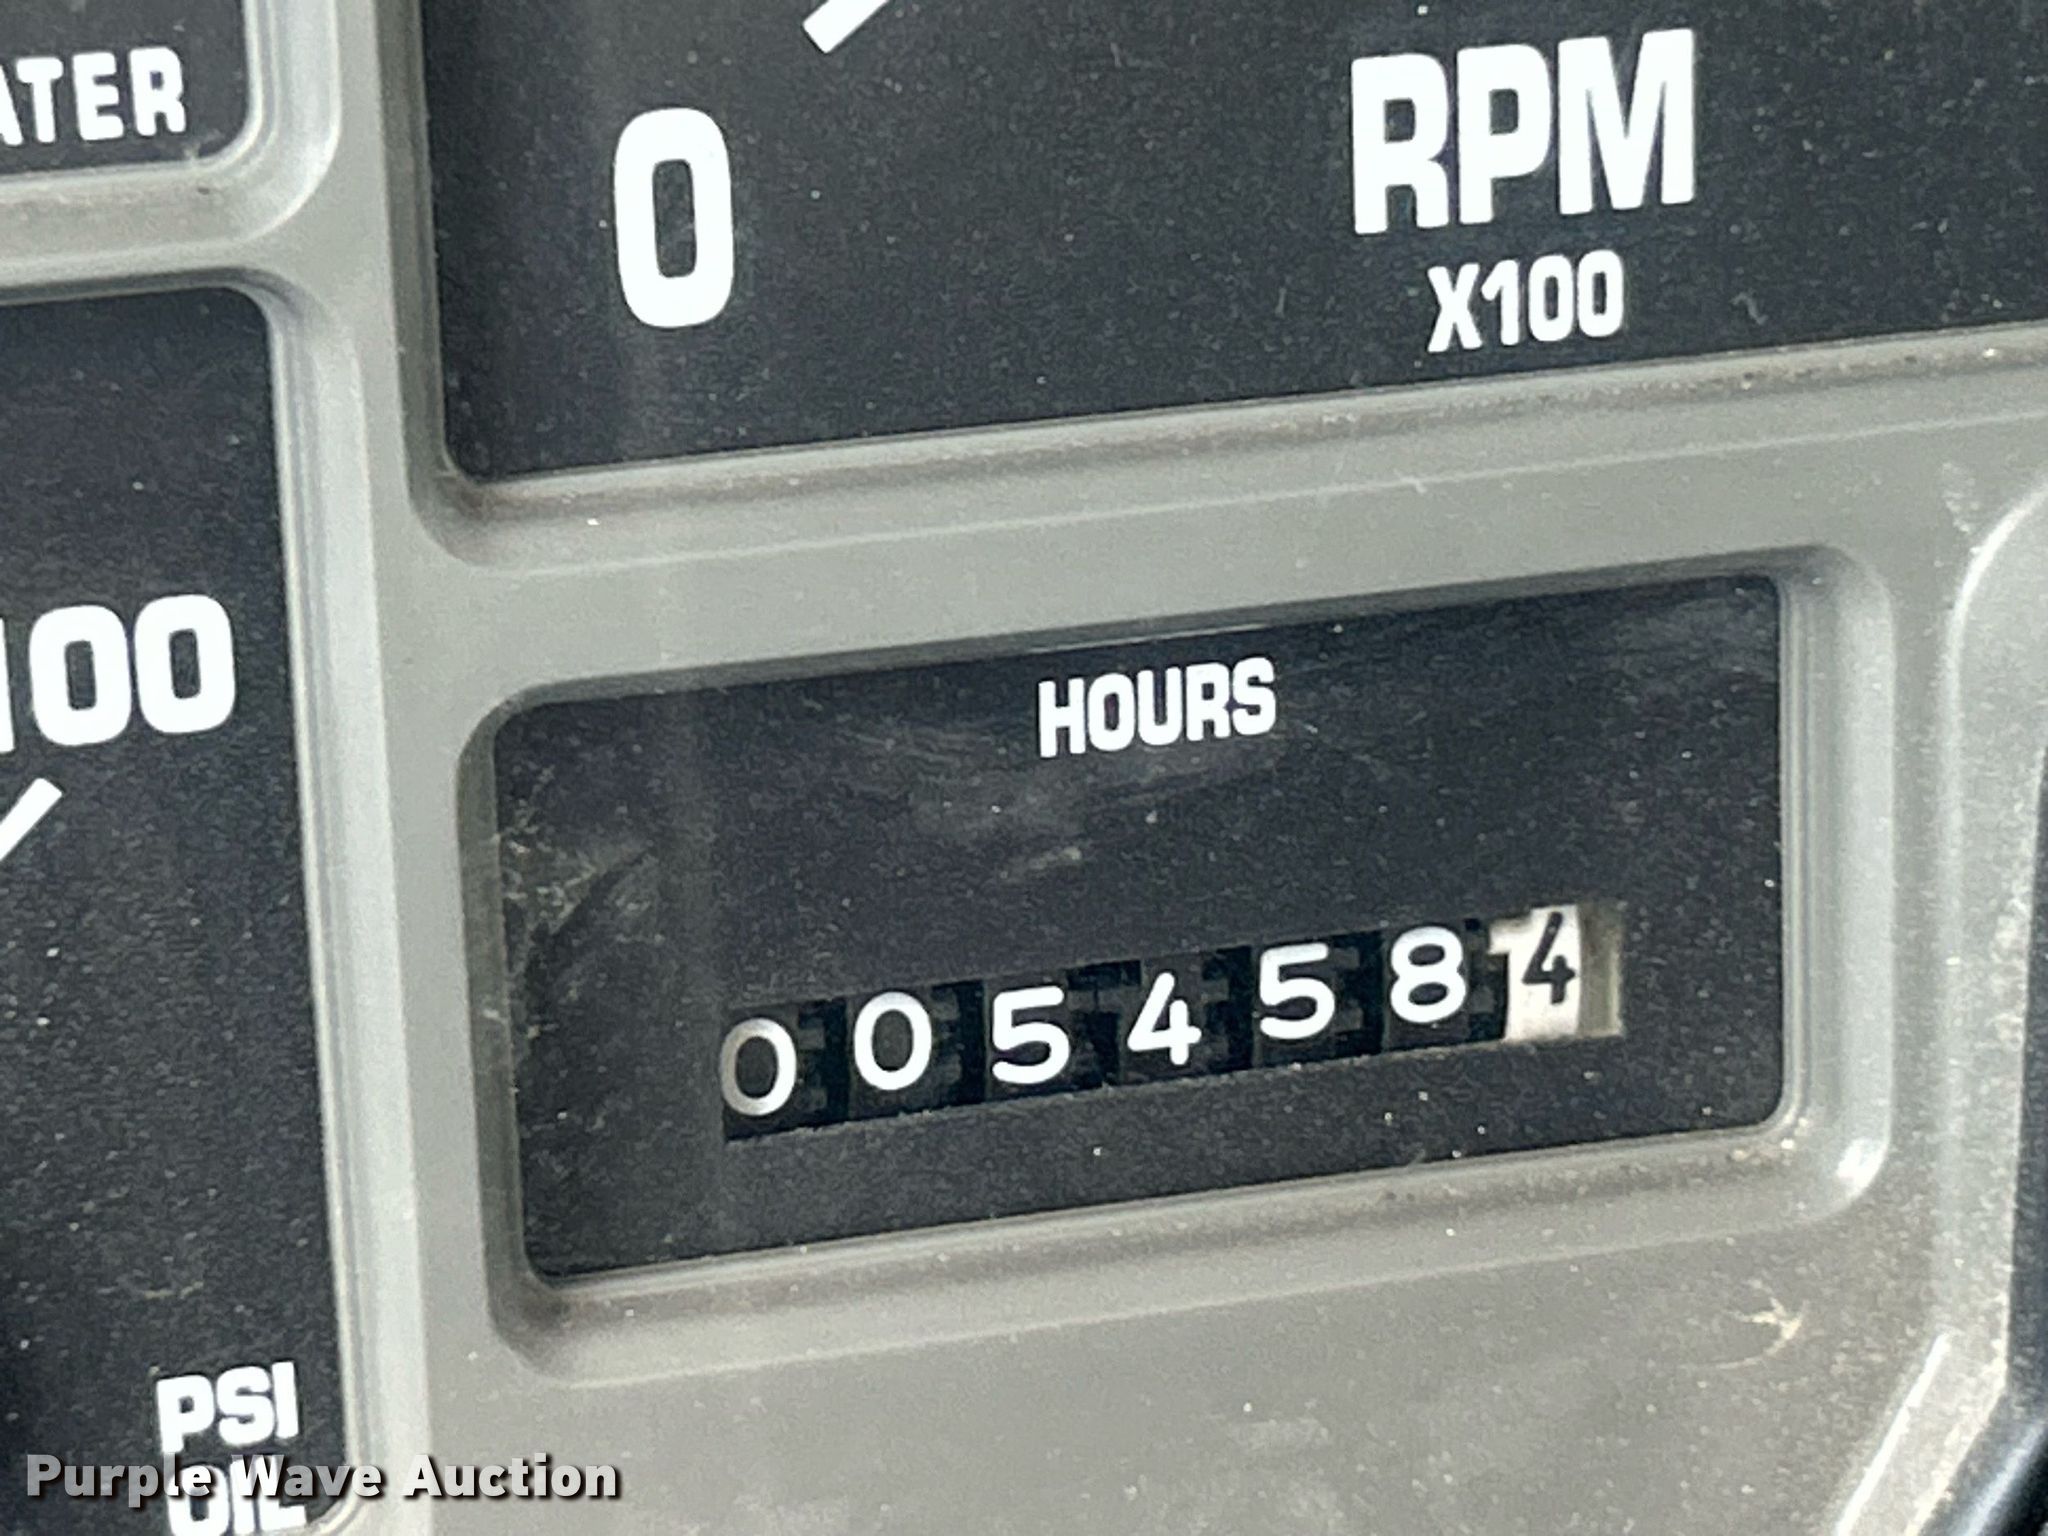 ATER
0
RPM
X100
100
HOURS
0054584
PSI
OIL
Purple Wave Auction